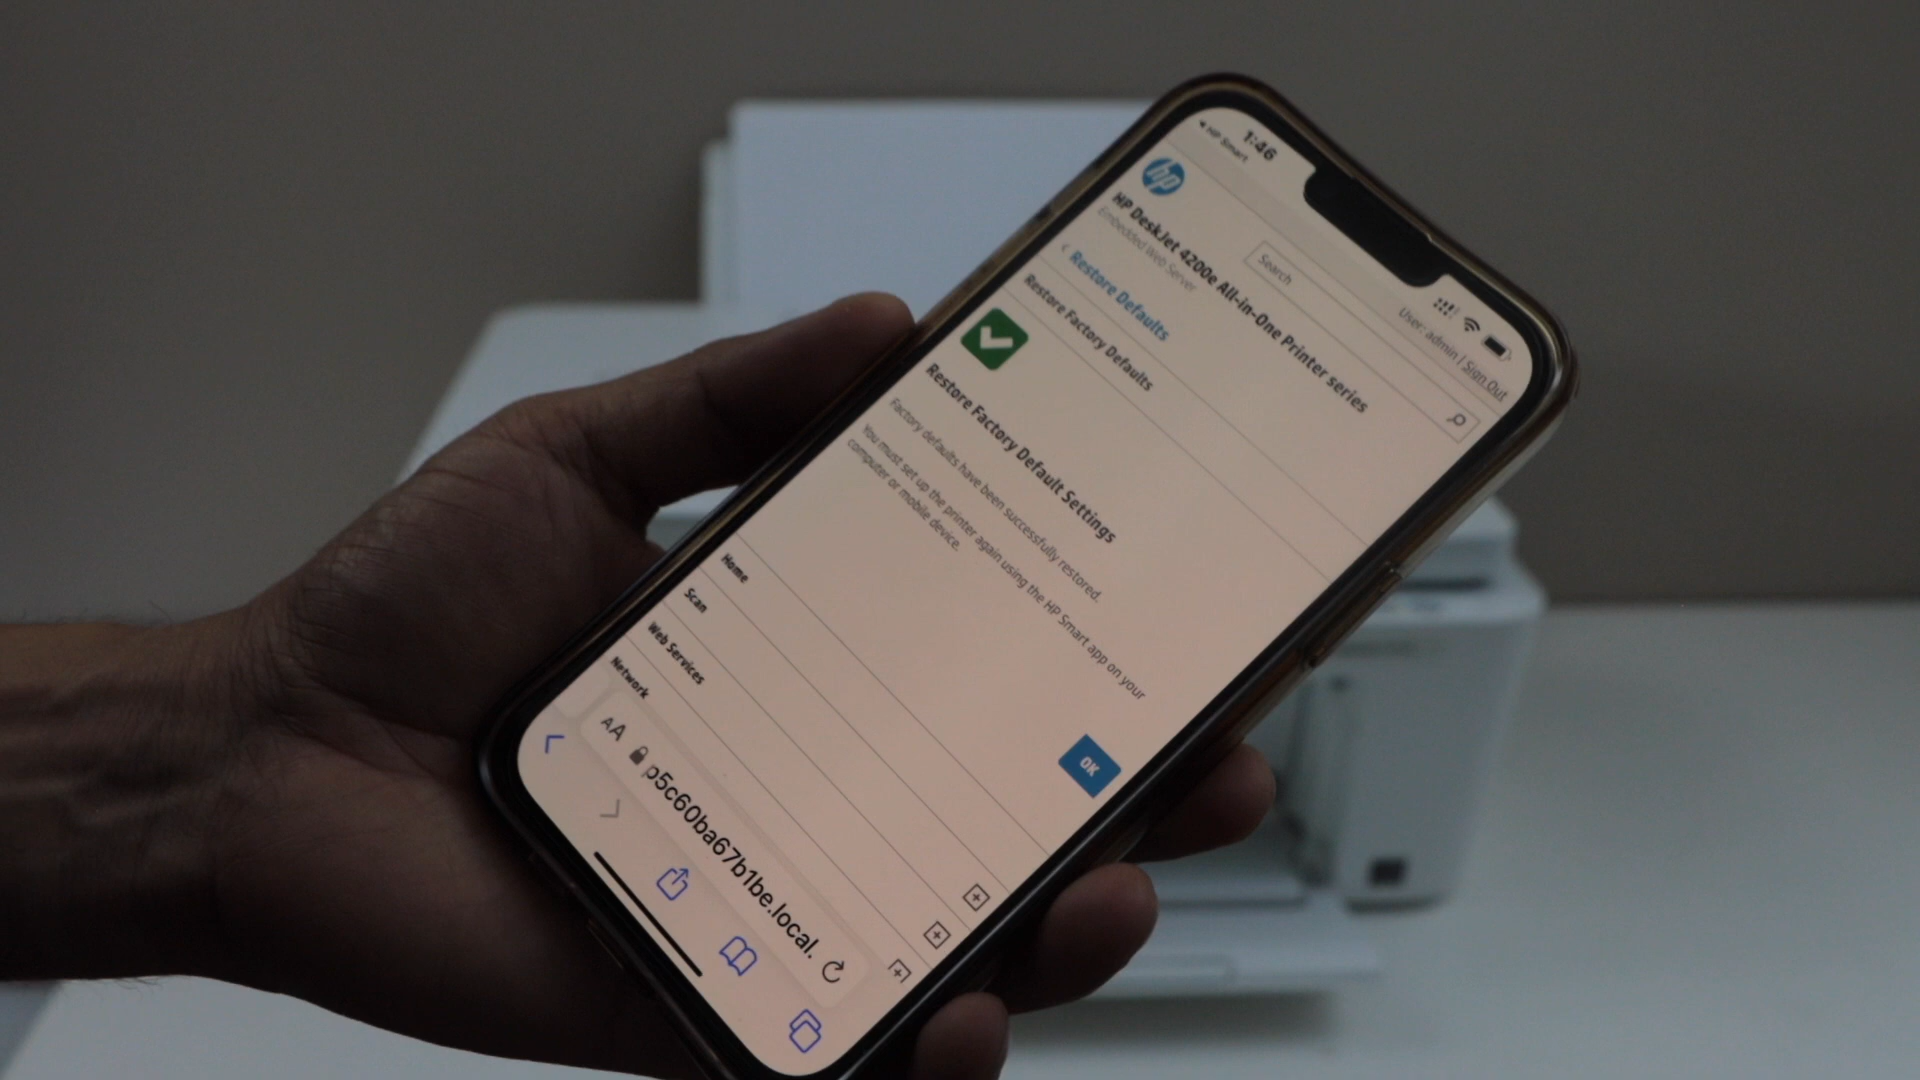 1:46
HP Smart
hp
HP DeskJet 4200e All-in-One Printer series
Embedded Web Server
User: admin | Sign Out
Search
Restore Defaults
Restore Factory Defaults
Restore Factory Default Settings
Factory defaults have been successfully restored.
You must set up the printer again using the HP Smart app on your
computer or mobile device.
OK
Home
Scan
Web Services
Network
AA
p5c60ba67b1be.local.